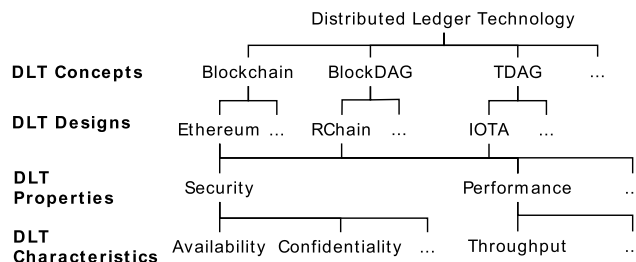 Distributed Ledger Technology
DLT Concepts Blockchain BlockDAG TDAG ...
DLT Designs Ethereum ... RChain ... IOTA ...
DLT
Properties Security Performance ..
DLT
Characteristics Availability Confidentiality ... Throughput ..